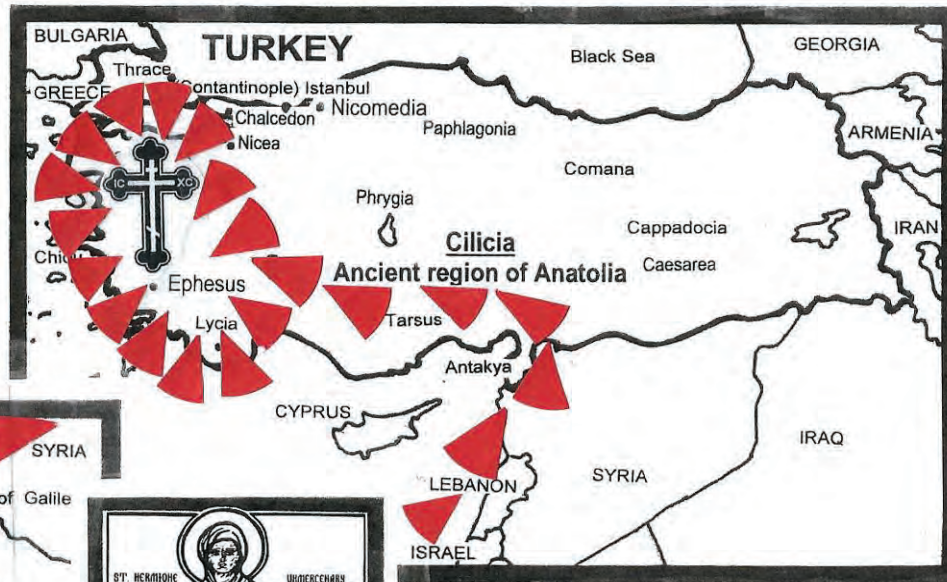 BULGARIA
TURKEY
Black Sea
GEORGIA
Thrace
GREECE
ontantinople) Istanbul
Nicomedia
Chalcedon
Paphlagonia
ARMENIA
Nicea
Comana
IC XC
Phrygia
Cappadocia
IRAN
Cilicia
Ancient region of Anatolia
Caesarea
Ephesus
Lycia
Tarsus
Antakya
CYPRUS
IRAQ
SYRIA
SYRIA
LEBANON
of Galile
ISRAEL
ST. HERMIONE
UNMERCENARY